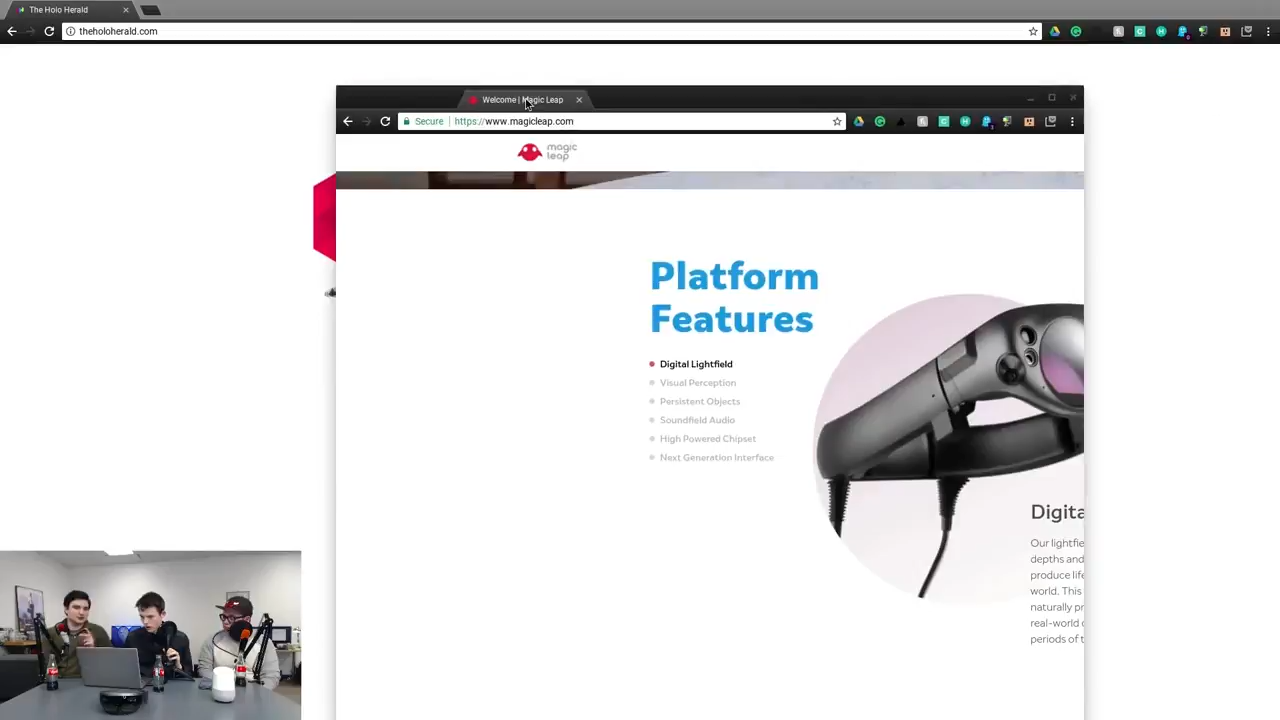 The Holo Herald
theholoherald.com
Welcome | Magic Leap
Secure
https://www.magicleap.com
magic
leap
Platform
Features
Digital Lightfield
Visual Perception
Persistent Objects
Soundfield Audio
High Powered Chipset
Next Generation Interface
Digita
Our lightfie
depths and
produce life
world. This
naturally pr
real-world
periods of t